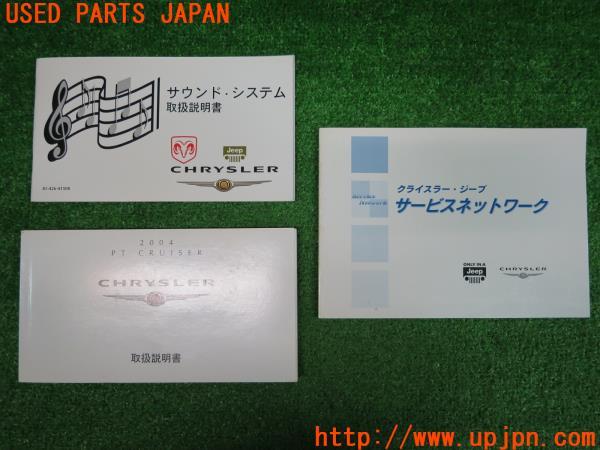 USED PARTS JAPAN
サウンド・システム
取扱説明書
Jeep
CHRYSLER
2004
PT CRUISER
CHRYSLER
取扱説明書
クライスラー・ジープ
サービスネットワーク
ONLY IN A
Jeep
CHRYSLER
http://www.upjpn.com